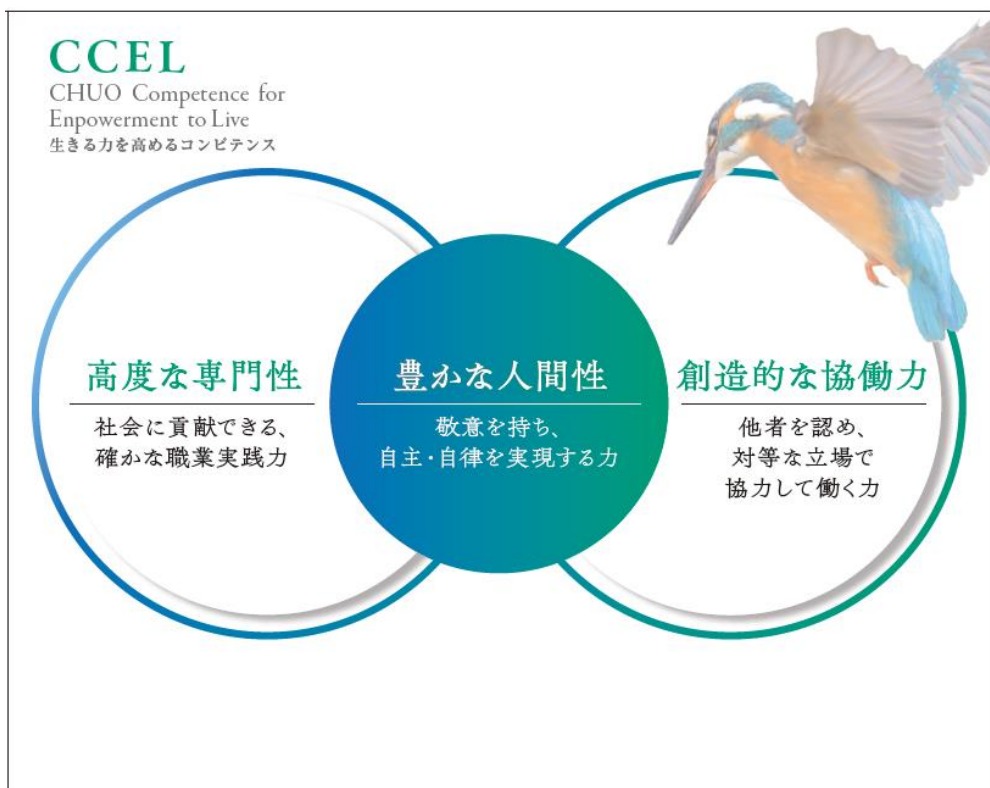 CCEL
CHUO Competence for
Enpowerment to Live
生きる力を高めるコンピテンス
高度な専門性
社会に貢献できる、
確かな職業実践力
豊かな人間性
敬意を持ち、
自主・自律を実現する力
創造的な協働力
他者を認め、
対等な立場で
協力して働く力